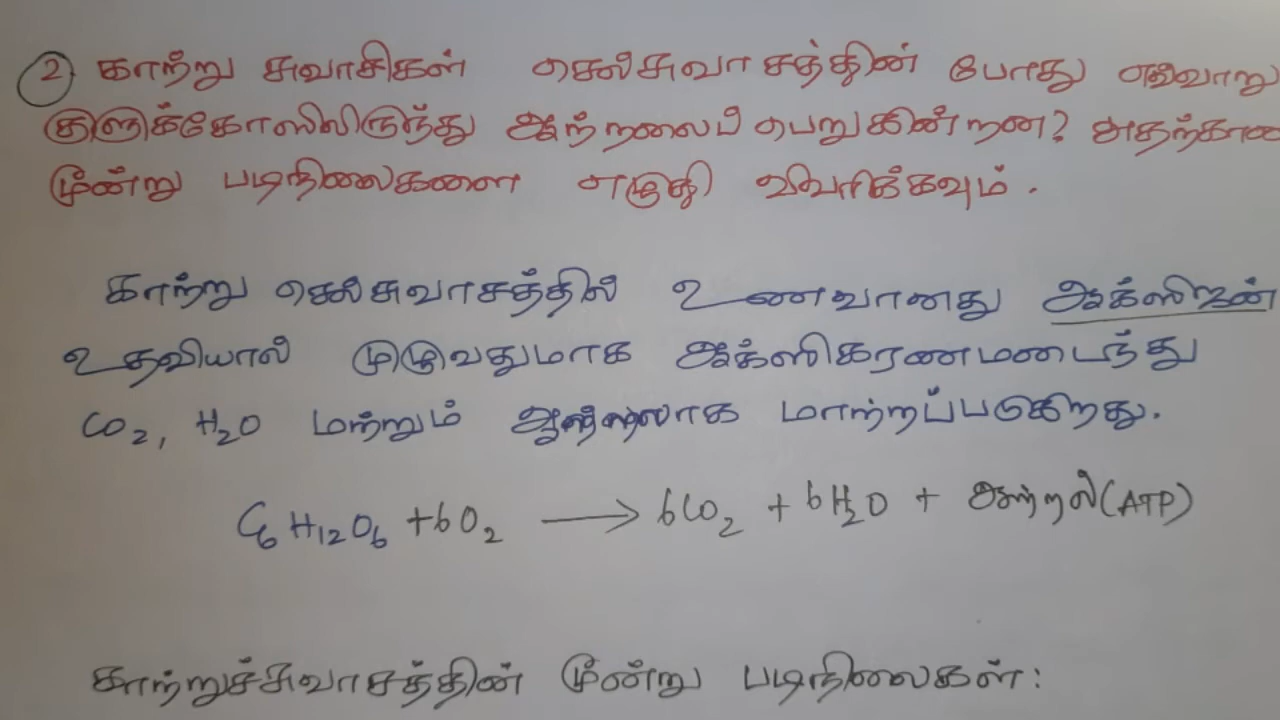 2) காற்று சுவாசிகள் செல்சுவாசத்தின் போது எவ்வாறு
குளுக்கோஸிலிருந்து ஆற்றலைப் பெறுகின்றன? அதற்கான
மூன்று படிநிலைகளை எழுதி விவரிக்கவும்.
காற்று செல்சுவாசத்தில் உணவானது ஆக்ஸிஜன்
உதவியால் முழுவதுமாக ஆக்ஸிகரணமடைந்து
CO₂, H₂O மற்றும் ஆற்றலாக மாற்றப்படுகிறது.
C₆H₁₂O₆ + 6O₂ ⟶ 6CO₂ + 6H₂O + ஆற்றல் (ATP)
காற்றுச்சுவாசத்தின் மூன்று படிநிலைகள்: